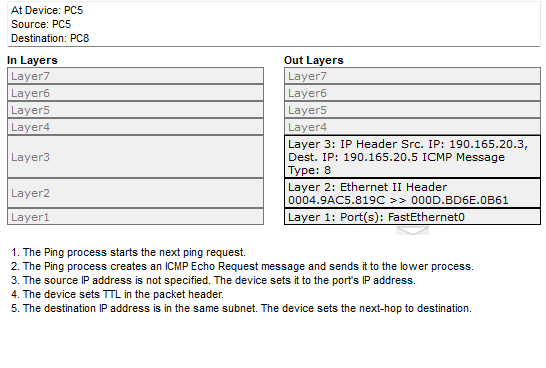 At Device: PC5
Source: PC5
Destination: PC8
In Layers
Out Layers
Layer7
Layer7
Layer6
Layer6
Layer5
Layer5
Layer4
Layer4
Layer3
Layer 3: IP Header Src. IP: 190.165.20.3,
Dest. IP: 190.165.20.5 ICMP Message
Type: 8
Layer2
Layer 2: Ethernet II Header
0004.9AC5.819C >> 000D.BD6E.0B61
Layer1
Layer 1: Port(s): FastEthernet0
1. The Ping process starts the next ping request.
2. The Ping process creates an ICMP Echo Request message and sends it to the lower process.
3. The source IP address is not specified. The device sets it to the port's IP address.
4. The device sets TTL in the packet header.
5. The destination IP address is in the same subnet. The device sets the next-hop to destination.